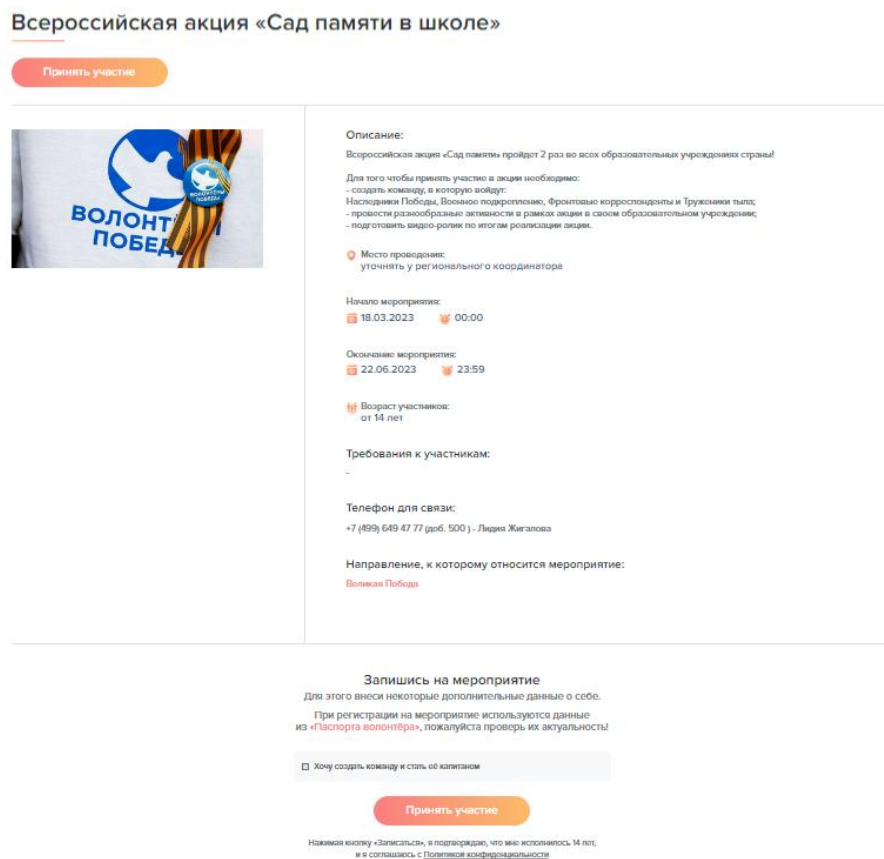 Всероссийская акция «Сад памяти в школе»
Принять участие
ВОЛОНТ
ПОБЕД
ВОЛОНТЁРЫ
ПОБЕДЫ
Описание:
Всероссийская акция «Сад памяти» пройдет 2 раз во всех образовательных учреждениях страны!
Для того чтобы принять участие в акции необходимо:
- создать команду, в которую войдут:
Наследники Победы, Военное подкрепление, Фронтовые корреспонденты и Труженики тыла;
- провести разнообразные активности в рамках акции в своем образовательном учреждении;
- подготовить видео-ролик по итогам реализации акции.
Место проведения:
уточнять у регионального координатора
Начало мероприятия:
18.03.2023 00:00
Окончание мероприятия:
22.06.2023 23:59
Возраст участников:
от 14 лет
Требования к участникам:
-
Телефон для связи:
+7 (499) 649 47 77 (доб. 500 ) - Лидия Жигалова
Направление, к которому относится мероприятие:
Великая Победа
Запишись на мероприятие
Для этого внеси некоторые дополнительные данные о себе.
При регистрации на мероприятие используются данные
из «Паспорта волонтёра», пожалуйста проверь их актуальность!
Хочу создать команду и стать её капитаном
Принять участие
Нажимая кнопку «Записаться», я подтверждаю, что мне исполнилось 14 лет,
и я соглашаюсь с Политикой конфиденциальности